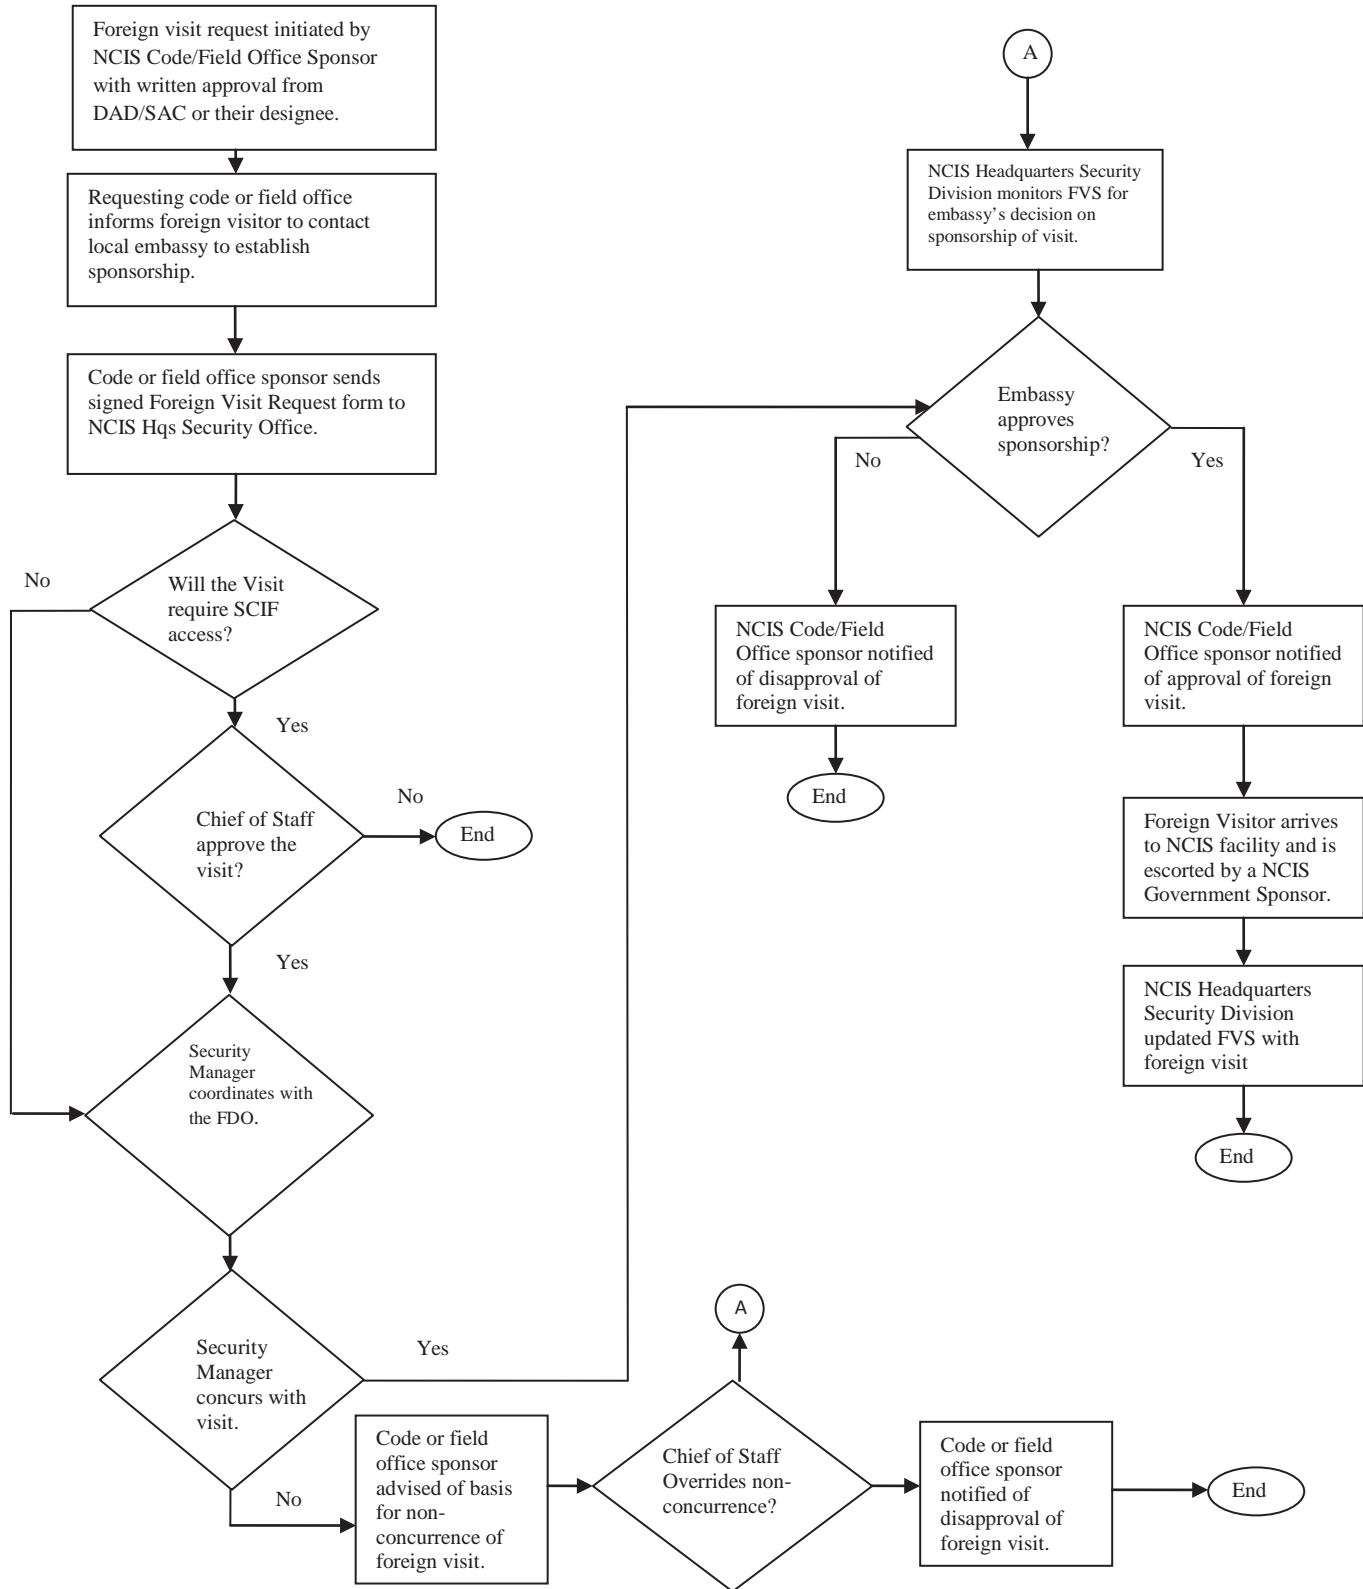 Foreign visit request initiated by
NCIS Code/Field Office Sponsor
with written approval from
DAD/SAC or their designee.
Requesting code or field office
informs foreign visitor to contact
local embassy to establish
sponsorship.
Code or field office sponsor sends
signed Foreign Visit Request form to
NCIS Hqs Security Office.
No
Will the Visit
require SCIF
access?
Yes
Chief of Staff
approve the
visit?
No
End
Yes
Security
Manager
coordinates with
the FDO.
Security
Manager
concurs with
visit.
Yes
No
Code or field
office sponsor
advised of basis
for non-
concurrence of
foreign visit.
A
Chief of Staff
Overrides non-
concurrence?
Code or field
office sponsor
notified of
disapproval of
foreign visit.
End
A
NCIS Headquarters Security
Division monitors FVS for
embassy’s decision on
sponsorship of visit.
Embassy
approves
sponsorship?
No
Yes
NCIS Code/Field
Office sponsor notified
of disapproval of
foreign visit.
End
NCIS Code/Field
Office sponsor notified
of approval of foreign
visit.
Foreign Visitor arrives
to NCIS facility and is
escorted by a NCIS
Government Sponsor.
NCIS Headquarters
Security Division
updated FVS with
foreign visit
End